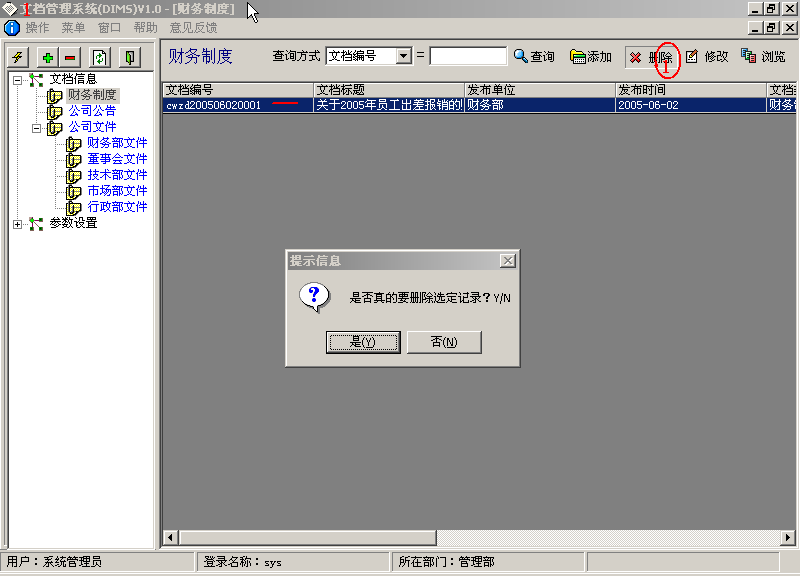 文档管理系统(DIMS)V1.0 - [财务制度]
操作 菜单 窗口 帮助 意见反馈
财务制度 查询方式 文档编号 = 查询 添加 删除 修改 浏览
1
文档信息
财务制度
公司公告
公司文件
财务部文件
董事会文件
技术部文件
市场部文件
行政部文件
参数设置
文档编号 文档标题 发布单位 发布时间
cwzd200506020001 关于2005年员工出差报销的 财务部 2005-06-02 财务
提示信息
是否真的要删除选定记录？Y/N
是(Y) 否(N)
用户：系统管理员 登录名称：sys 所在部门：管理部